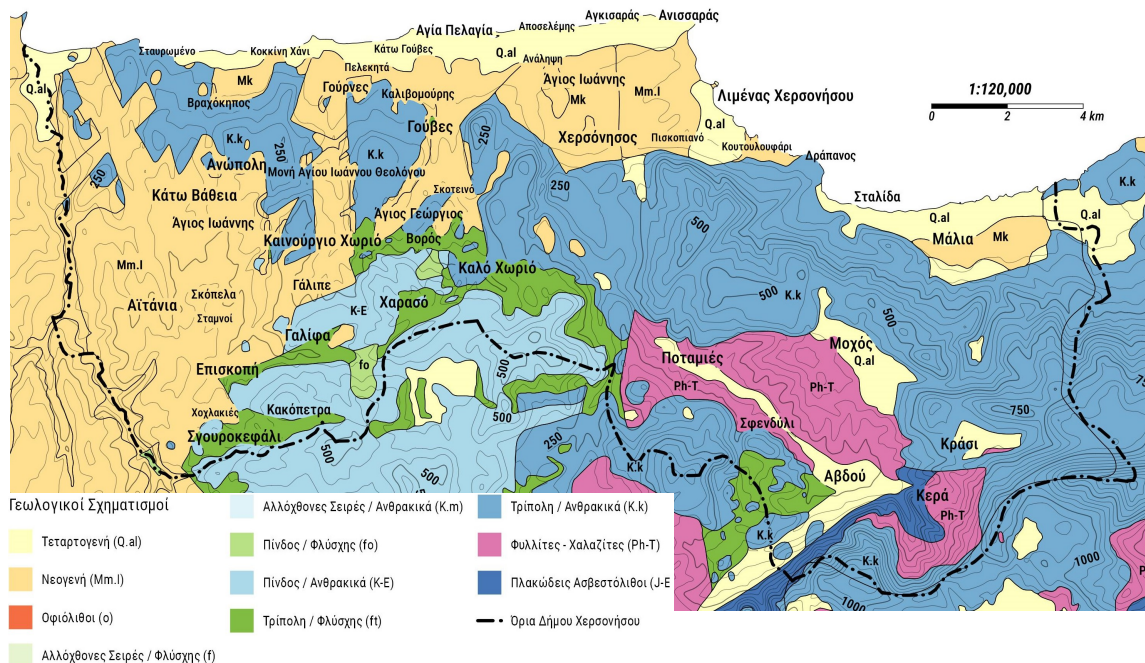 Αγκισαράς Ανισσαράς
Αγία Πελαγία Αποσελέμης
Σταυρωμένο Κοκκίνη Χάνι Κάτω Γούβες Q.al Ανάληψη
Πελεκητά
Q.al Mk Γούρνες Καλιβομούρης Άγιος Ιωάννης Mm.l
Βραχόκηπος Mk Λιμένας Χερσονήσου
1:120,000
0 2 4 km
Γούβες Χερσόνησος Πισκοπιανό Q.al
K.k 250 K.k 250 Κουτουλουφάρι
Ανώπολη Μονή Αγίου Ιωάννου Θεολόγου Δράπανος
250 K.k
Κάτω Βάθεια Σκοτεινό 250 Σταλίδα
Άγιος Ιωάννης Άγιος Γεώργιος 500 Q.al Q.al
Καινούργιο Χωριό Βορός Μάλια Mk
Mm.l Καλό Χωριό
Σκόπελα Γάλιπε 500 K.k
Αϊτάνια K-E Χαρασό 500
Σταμνοί
Γαλίφα Μοχός
Επισκοπή fo 500 Ποταμιές Q.al
Ph-T Ph-T
Χοχλακιές Κακόπετρα 500 750
Σγουροκεφάλι Σφενδύλι Κράσι
500 250
500 K.k Αβδού
Κερά
Ph-T
K.k K.k
1000 1000
Γεωλογικοί Σχηματισμοί
Τεταρτογενή (Q.al)
Νεογενή (Mm.l)
Οφιόλιθοι (o)
Αλλόχθονες Σειρές / Φλύσχης (f)
Αλλόχθονες Σειρές / Ανθρακικά (K.m)
Πίνδος / Φλύσχης (fo)
Πίνδος / Ανθρακικά (K-E)
Τρίπολη / Φλύσχης (ft)
Τρίπολη / Ανθρακικά (K.k)
Φυλλίτες - Χαλαζίτες (Ph-T)
Πλακώδεις Ασβεστόλιθοι (J-E
Όρια Δήμου Χερσονήσου